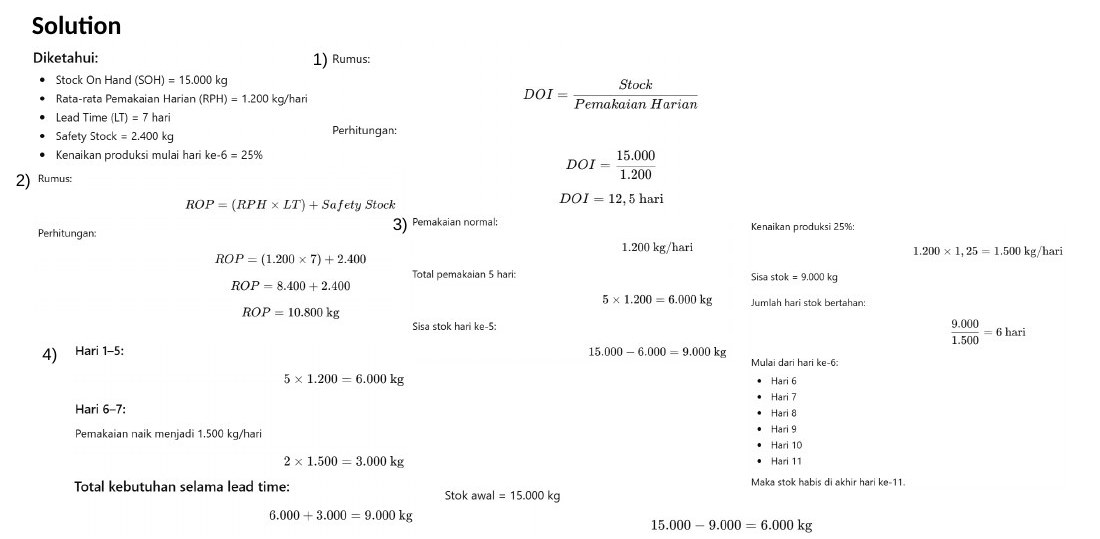 Solution
Diketahui:
• Stock On Hand (SOH) = 15.000 kg
• Rata-rata Pemakaian Harian (RPH) = 1.200 kg/hari
• Lead Time (LT) = 7 hari
• Safety Stock = 2.400 kg
• Kenaikan produksi mulai hari ke-6 = 25%
1) Rumus:
DOI = Stock / Pemakaian Harian
Perhitungan:
DOI = 15.000 / 1.200
DOI = 12,5 hari
2) Rumus:
ROP = (RPH × LT) + Safety Stock
Perhitungan:
ROP = (1.200 × 7) + 2.400
ROP = 8.400 + 2.400
ROP = 10.800 kg
3) Pemakaian normal:
1.200 kg/hari
Total pemakaian 5 hari:
5 × 1.200 = 6.000 kg
Sisa stok hari ke-5:
15.000 − 6.000 = 9.000 kg
Kenaikan produksi 25%:
1.200 × 1,25 = 1.500 kg/hari
Sisa stok = 9.000 kg
Jumlah hari stok bertahan:
9.000 / 1.500 = 6 hari
Mulai dari hari ke-6:
• Hari 6
• Hari 7
• Hari 8
• Hari 9
• Hari 10
• Hari 11
Maka stok habis di akhir hari ke-11.
4) Hari 1–5:
5 × 1.200 = 6.000 kg
Hari 6–7:
Pemakaian naik menjadi 1.500 kg/hari
2 × 1.500 = 3.000 kg
Total kebutuhan selama lead time:
6.000 + 3.000 = 9.000 kg
Stok awal = 15.000 kg
15.000 − 9.000 = 6.000 kg